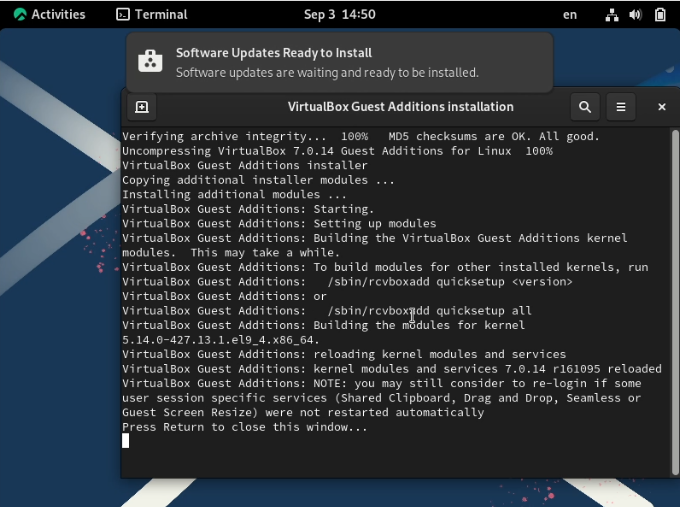 Activities
Terminal
Sep 3 14:50
en
Software Updates Ready to Install
Software updates are waiting and ready to be installed.
VirtualBox Guest Additions installation
Verifying archive integrity...  100%   MD5 checksums are OK. All good.
Uncompressing VirtualBox 7.0.14 Guest Additions for Linux  100%
VirtualBox Guest Additions installer
Copying additional installer modules ...
Installing additional modules ...
VirtualBox Guest Additions: Starting.
VirtualBox Guest Additions: Setting up modules
VirtualBox Guest Additions: Building the VirtualBox Guest Additions kernel
modules.  This may take a while.
VirtualBox Guest Additions: To build modules for other installed kernels, run
VirtualBox Guest Additions:   /sbin/rcvboxadd quicksetup <version>
VirtualBox Guest Additions: or
VirtualBox Guest Additions:   /sbin/rcvboxadd quicksetup all
VirtualBox Guest Additions: Building the modules for kernel
5.14.0-427.13.1.el9_4.x86_64.
VirtualBox Guest Additions: reloading kernel modules and services
VirtualBox Guest Additions: kernel modules and services 7.0.14 r161095 reloaded
VirtualBox Guest Additions: NOTE: you may still consider to re-login if some
user session specific services (Shared Clipboard, Drag and Drop, Seamless or
Guest Screen Resize) were not restarted automatically
Press Return to close this window...